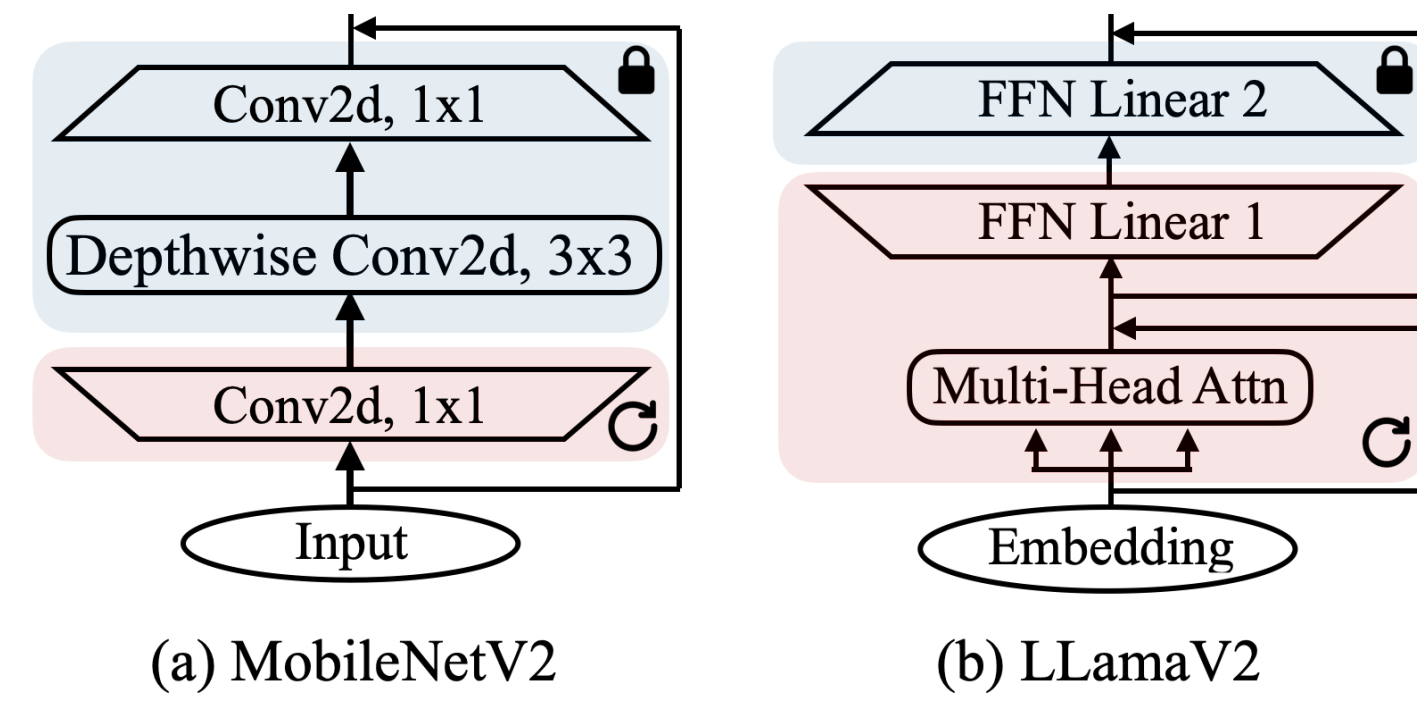 Conv2d, 1x1
Depthwise Conv2d, 3x3
Conv2d, 1x1
Input
(a) MobileNetV2
FFN Linear 2
FFN Linear 1
Multi-Head Attn
Embedding
(b) LLamaV2